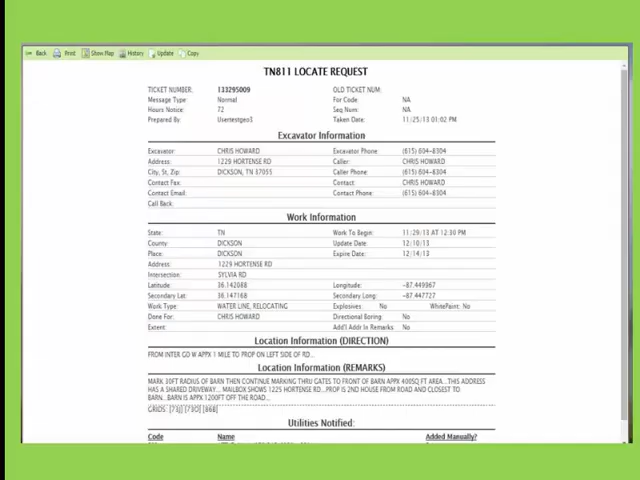 Back Print Show Map History Update Copy
TN811 LOCATE REQUEST
TICKET NUMBER: 133295009 OLD TICKET NUM:
Message Type: Normal For Code: NA
Hours Notice: 72 Seq Num: NA
Prepared By: Usertestgeo3 Taken Date: 11/25/13 01:02 PM
Excavator Information
Excavator: CHRIS HOWARD Excavator Phone: (615) 604-8304
Address: 1229 HORTENSE RD Caller: CHRIS HOWARD
City, St, Zip: DICKSON, TN 37055 Caller Phone: (615) 604-8304
Contact Fax: Contact: CHRIS HOWARD
Contact Email: Contact Phone: (615) 604-8304
Call Back:
Work Information
State: TN Work To Begin: 11/29/13 AT 12:30 PM
County: DICKSON Update Date: 12/10/13
Place: DICKSON Expire Date: 12/14/13
Address: 1229 HORTENSE RD
Intersection: SYLVIA RD
Latitude: 36.142088 Longitude: -87.449967
Secondary Lat: 36.147168 Secondary Long: -87.447727
Work Type: WATER LINE, RELOCATING Explosives: No WhitePaint: No
Done For: CHRIS HOWARD Directional Boring: No
Extent: Add'l Addr In Remarks: No
Location Information (DIRECTION)
FROM INTER GO W APPX 1 MILE TO PROP ON LEFT SIDE OF RD...
Location Information (REMARKS)
MARK 30FT RADIUS OF BARN THEN CONTINUE MARKING THRU GATES TO FRONT OF BARN APPX 400SQ FT AREA...THIS ADDRESS
HAS A SHARED DRIVEWAY... MAILBOX SHOWS 1225 HORTENSE RD...PROP IS 2ND HOUSE FROM ROAD AND CLOSEST TO
BARN...BARN IS APPX 1200FT OFF THE ROAD...
GRIDS: [73J] [73O] [86B]
Utilities Notified:
Code Name Added Manually?